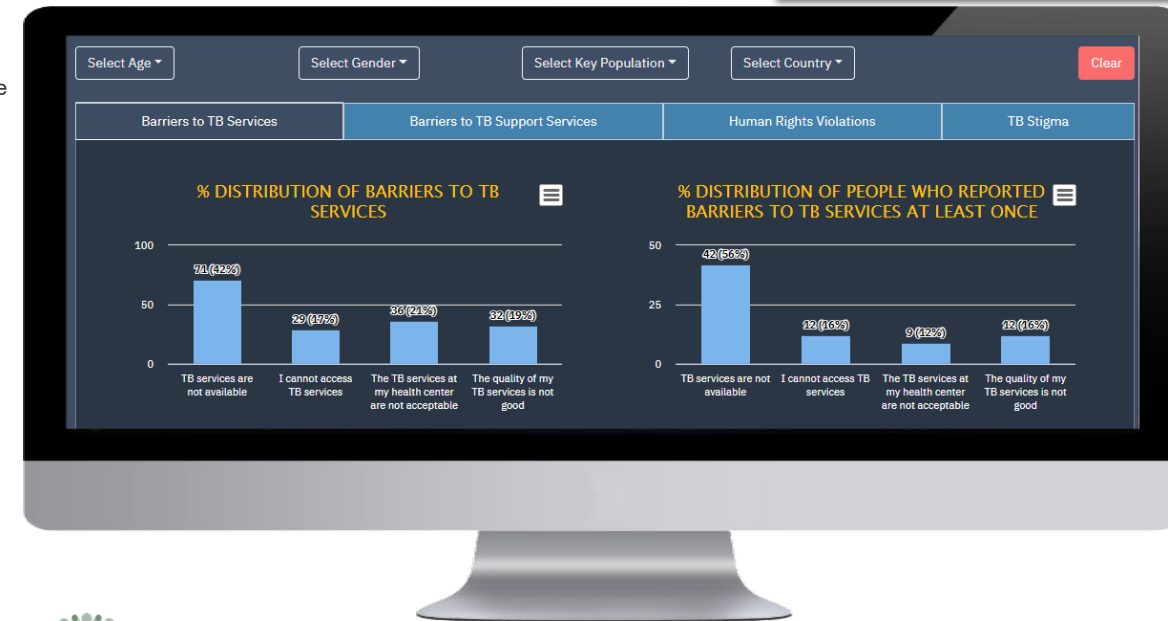 e
Select Age
Select Gender
Select Key Population
Select Country
Clear
Barriers to TB Services
Barriers to TB Support Services
Human Rights Violations
TB Stigma
% DISTRIBUTION OF BARRIERS TO TB
SERVICES
100
50
0
71 (42%)
29 (17%)
36 (21%)
32 (19%)
TB services are
not available
I cannot access
TB services
The TB services at
my health center
are not acceptable
The quality of my
TB services is not
good
% DISTRIBUTION OF PEOPLE WHO REPORTED
BARRIERS TO TB SERVICES AT LEAST ONCE
50
25
0
42 (56%)
12 (16%)
9 (12%)
12 (16%)
TB services are not
available
I cannot access TB
services
The TB services at
my health center
are not acceptable
The quality of my
TB services is not
good